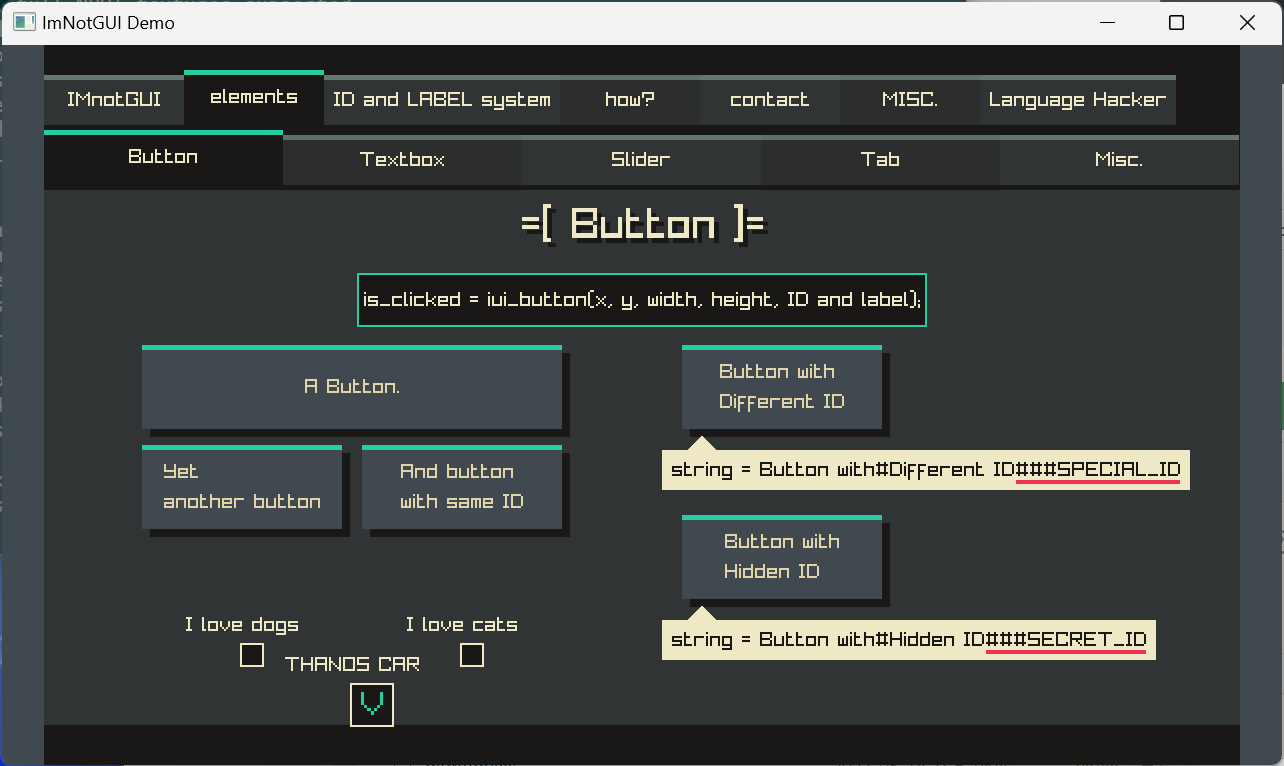 ImNotGUI Demo
IMnotGUI
elements
ID and LABEL system
how?
contact
MISC.
Language Hacker
Button
Textbox
Slider
Tab
Misc.
=[ Button ]=
is_clicked = iui_button(x, y, width, height, ID and label);
A Button.
Yet
another button
And button
with same ID
Button with
Different ID
string = Button with#Different ID###SPECIAL_ID
Button with
Hidden ID
string = Button with#Hidden ID###SECRET_ID
I love dogs
I love cats
THANOS CAR